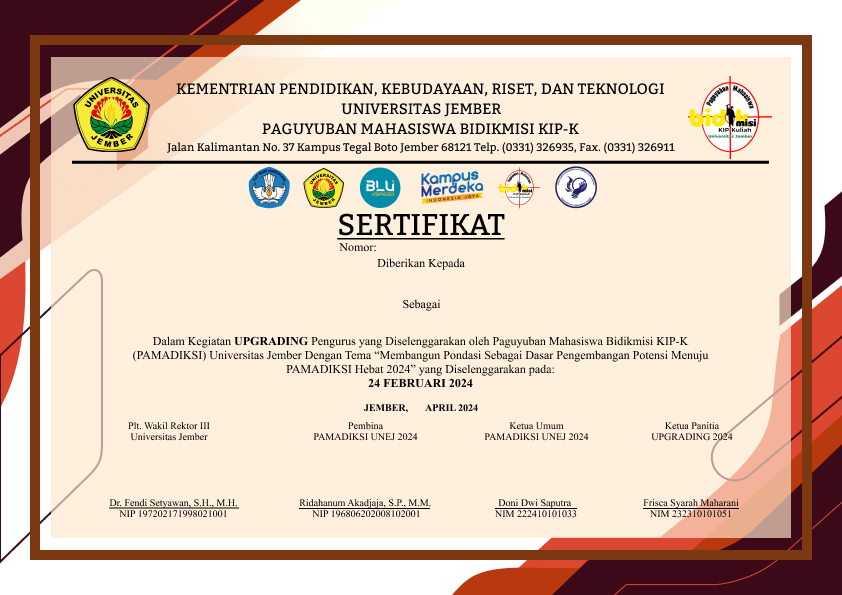 KEMENTRIAN PENDIDIKAN, KEBUDAYAAN, RISET, DAN TEKNOLOGI
UNIVERSITAS JEMBER
PAGUYUBAN MAHASISWA BIDIKMISI KIP-K
Jalan Kalimantan No. 37 Kampus Tegal Boto Jember 68121 Telp. (0331) 326935, Fax. (0331) 326911
UNIVERSITAS
JEMBER
Paguyuban Mahasiswa
bidikmisi
KIP Kuliah
Universitas Jember
UNIVERSITAS
JEMBER
BLU
Kampus
Merdeka
INDONESIA JAYA
SERTIFIKAT
Nomor:
Diberikan Kepada
Sebagai
Dalam Kegiatan UPGRADING Pengurus yang Diselenggarakan oleh Paguyuban Mahasiswa Bidikmisi KIP-K
(PAMADIKSI) Universitas Jember Dengan Tema “Membangun Pondasi Sebagai Dasar Pengembangan Potensi Menuju
PAMADIKSI Hebat 2024” yang Diselenggarakan pada:
24 FEBRUARI 2024
JEMBER, APRIL 2024
Plt. Wakil Rektor III
Universitas Jember
Dr. Fendi Setyawan, S.H., M.H.
NIP 197202171998021001
Pembina
PAMADIKSI UNEJ 2024
Ridahanum Akadjaja, S.P., M.M.
NIP 196806202008102001
Ketua Umum
PAMADIKSI UNEJ 2024
Doni Dwi Saputra
NIM 222410101033
Ketua Panitia
UPGRADING 2024
Frisca Syarah Maharani
NIM 232310101051